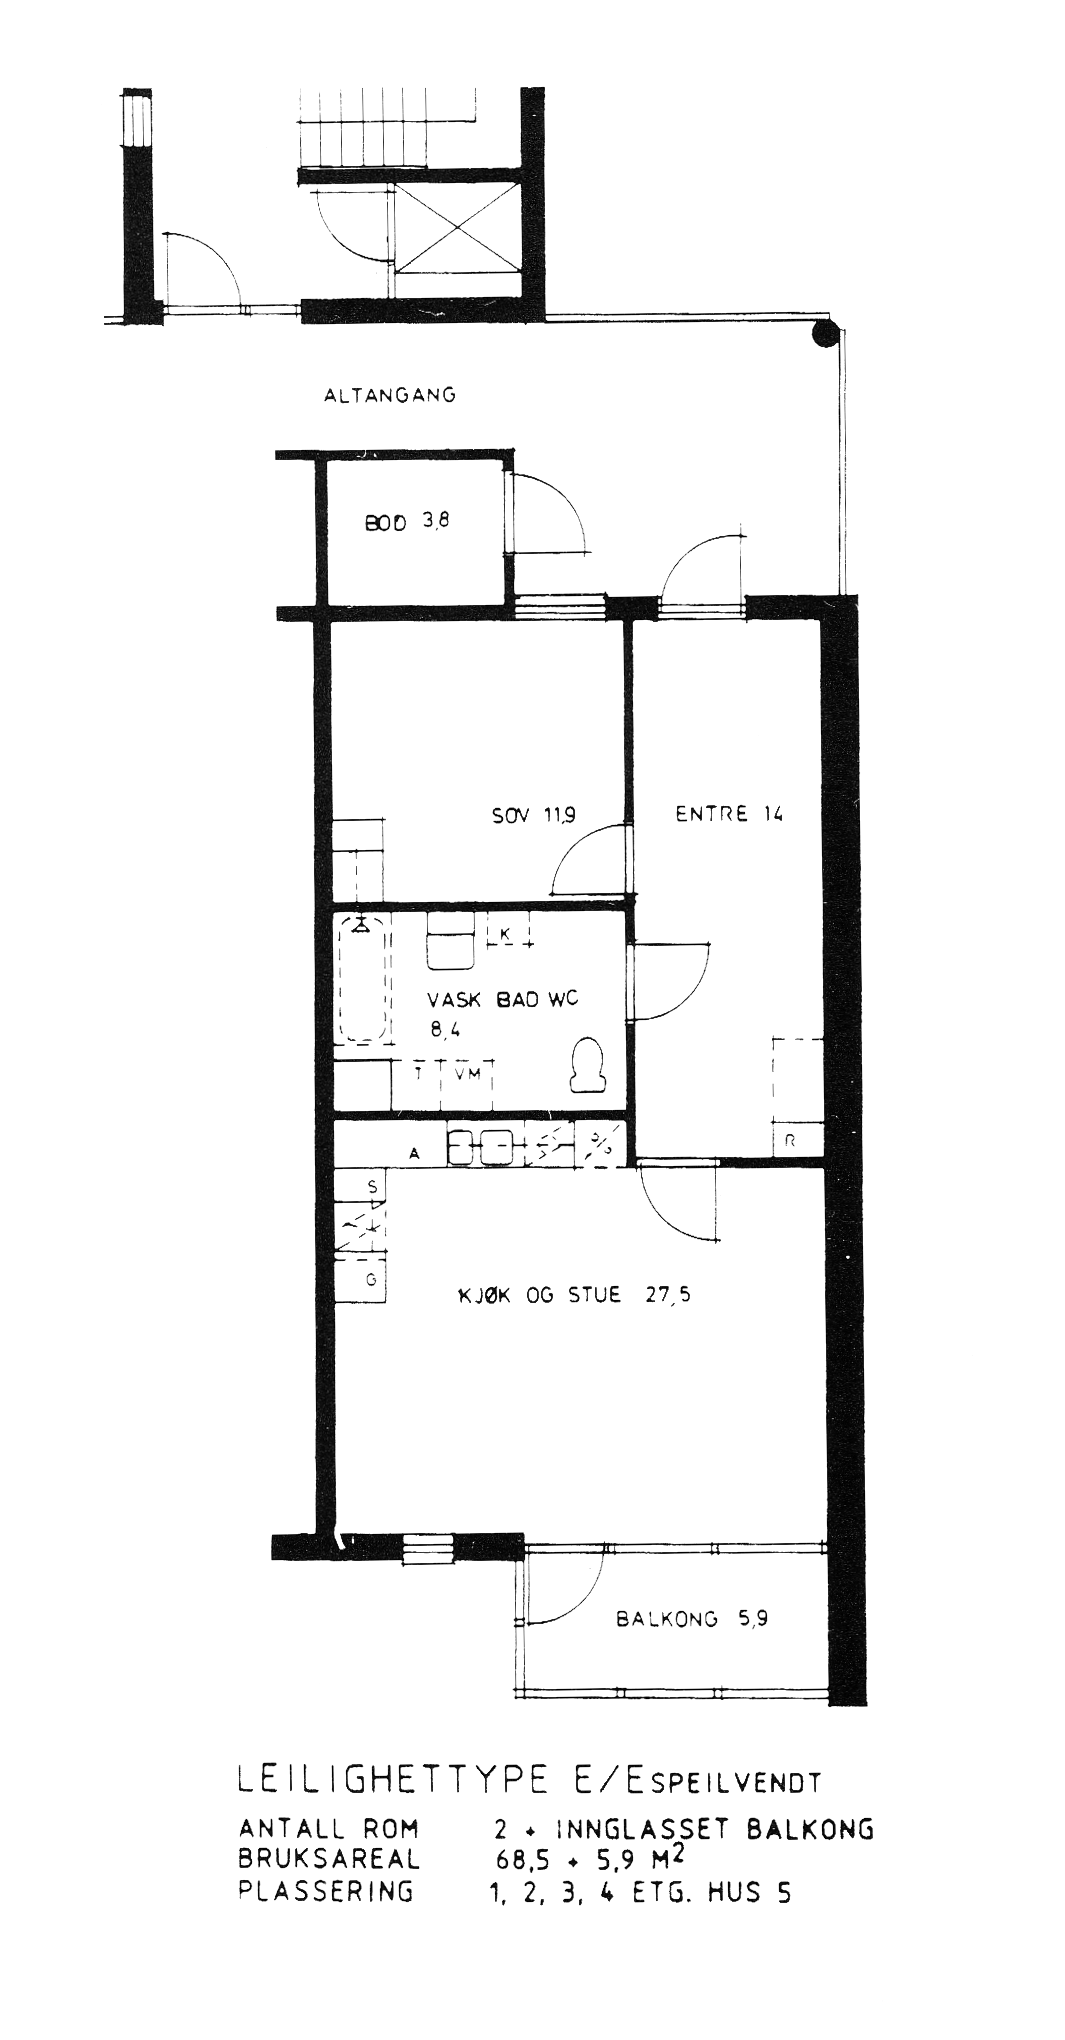 ALTANGANG
BOD 3,8
SOV 11,9
ENTRE 14
K
VASK BAD WC
8,4
T
VM
R
A
S
G
KJØK OG STUE 27,5
BALKONG 5,9
LEILIGHETTYPE E/E SPEILVENDT
ANTALL ROM 2 + INNGLASSET BALKONG
BRUKSAREAL 68,5 + 5,9 M2
PLASSERING 1, 2, 3, 4 ETG. HUS 5